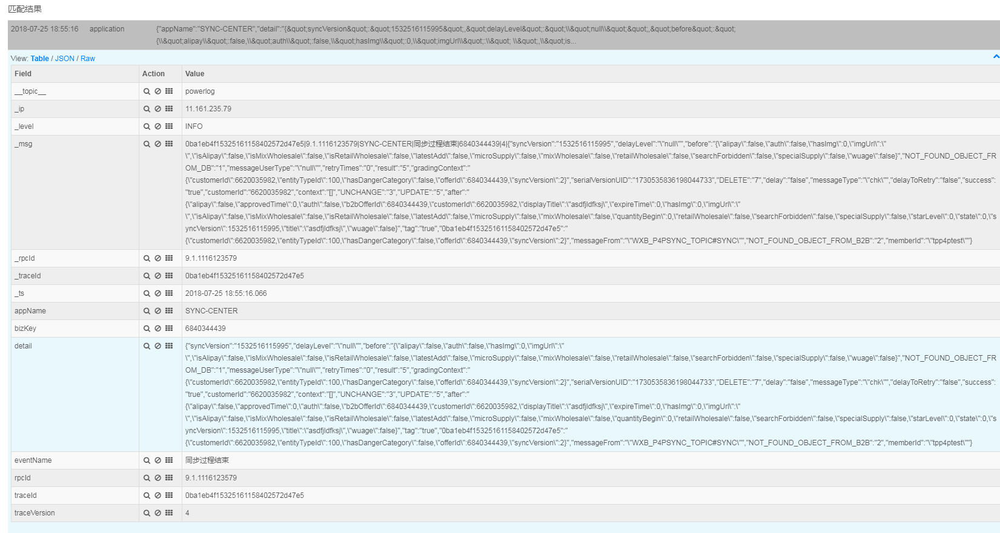 匹配结果
2018-07-25 18:55:16 application {"appName":"SYNC-CENTER","detail":"{&quot;syncVersion&quot;:&quot;1532516115995&quot;,&quot;delayLevel&quot;:&quot;\\&quot;null\\&quot;&quot;,&quot;before&quot;:&quot;
{\\&quot;alipay\\&quot;:false,\\&quot;auth\\&quot;:false,\\&quot;hasImg\\&quot;:0,\\&quot;imgUrl\\&quot;:\\&quot; \\&quot;,\\&quot;is...
View: Table / JSON / Raw
Field Action Value
__topic__ powerlog
_ip 11.161.235.79
_level INFO
_msg 0ba1eb4f15325161158402572d47e5|9.1.1116123579|SYNC-CENTER|同步过程结束|6840344439|4|{"syncVersion":"1532516115995","delayLevel":"\"null\"","before":"{\"alipay\":false,\"auth\":false,\"hasImg\":0,\"imgUrl\":\"
\",\"isAlipay\":false,\"isMixWholesale\":false,\"isRetailWholesale\":false,\"latestAdd\":false,\"microSupply\":false,\"mixWholesale\":false,\"retailWholesale\":false,\"searchForbidden\":false,\"specialSupply\":false,\"wuage\":false}","NOT_FOUND_OBJECT_FR
OM_DB":"1","messageUserType":"\"null\"","retryTimes":"0","result":"5","gradingContext":"
{\"customerId\":6620035982,\"entityTypeId\":100,\"hasDangerCategory\":false,\"offerId\":6840344439,\"syncVersion\":2}","serialVersionUID":"1730535836198044733","DELETE":"7","delay":"false","messageType":"\"chk\"","delayToRetry":"false","success":
"true","customerId":"6620035982","context":"[]","UNCHANGE":"3","UPDATE":"5","after":"
{\"alipay\":false,\"approvedTime\":0,\"auth\":false,\"b2bOfferId\":6840344439,\"customerId\":6620035982,\"displayTitle\":\"asdfjldfksj\",\"expireTime\":0,\"hasImg\":0,\"imgUrl\":\"
\",\"isAlipay\":false,\"isMixWholesale\":false,\"isRetailWholesale\":false,\"latestAdd\":false,\"microSupply\":false,\"mixWholesale\":false,\"quantityBegin\":0,\"retailWholesale\":false,\"searchForbidden\":false,\"specialSupply\":false,\"starLevel\":0,\"state\":0,\"s
yncVersion\":1532516115995,\"title\":\"asdfjldfksj\",\"wuage\":false}","tag":"true","0ba1eb4f15325161158402572d47e5":"
{\"customerId\":6620035982,\"entityTypeId\":100,\"hasDangerCategory\":false,\"offerId\":6840344439,\"syncVersion\":2}","messageFrom":"\"WXB_P4PSYNC_TOPIC#SYNC\"","NOT_FOUND_OBJECT_FROM_B2B":"2","memberId":"\"tpp4ptest\""}
_rpcId 9.1.1116123579
_traceId 0ba1eb4f15325161158402572d47e5
_ts 2018-07-25 18:55:16.066
appName SYNC-CENTER
bizKey 6840344439
detail {"syncVersion":"1532516115995","delayLevel":"\"null\"","before":"{\"alipay\":false,\"auth\":false,\"hasImg\":0,\"imgUrl\":\"
\",\"isAlipay\":false,\"isMixWholesale\":false,\"isRetailWholesale\":false,\"latestAdd\":false,\"microSupply\":false,\"mixWholesale\":false,\"retailWholesale\":false,\"searchForbidden\":false,\"specialSupply\":false,\"wuage\":false}","NOT_FOUND_OBJECT_FR
OM_DB":"1","messageUserType":"\"null\"","retryTimes":"0","result":"5","gradingContext":"
{\"customerId\":6620035982,\"entityTypeId\":100,\"hasDangerCategory\":false,\"offerId\":6840344439,\"syncVersion\":2}","serialVersionUID":"1730535836198044733","DELETE":"7","delay":"false","messageType":"\"chk\"","delayToRetry":"false","success":
"true","customerId":"6620035982","context":"[]","UNCHANGE":"3","UPDATE":"5","after":"
{\"alipay\":false,\"approvedTime\":0,\"auth\":false,\"b2bOfferId\":6840344439,\"customerId\":6620035982,\"displayTitle\":\"asdfjldfksj\",\"expireTime\":0,\"hasImg\":0,\"imgUrl\":\"
\",\"isAlipay\":false,\"isMixWholesale\":false,\"isRetailWholesale\":false,\"latestAdd\":false,\"microSupply\":false,\"mixWholesale\":false,\"quantityBegin\":0,\"retailWholesale\":false,\"searchForbidden\":false,\"specialSupply\":false,\"starLevel\":0,\"state\":0,\"s
yncVersion\":1532516115995,\"title\":\"asdfjldfksj\",\"wuage\":false}","tag":"true","0ba1eb4f15325161158402572d47e5":"
{\"customerId\":6620035982,\"entityTypeId\":100,\"hasDangerCategory\":false,\"offerId\":6840344439,\"syncVersion\":2}","messageFrom":"\"WXB_P4PSYNC_TOPIC#SYNC\"","NOT_FOUND_OBJECT_FROM_B2B":"2","memberId":"\"tpp4ptest\""}
eventName 同步过程结束
rpcId 9.1.1116123579
traceId 0ba1eb4f15325161158402572d47e5
traceVersion 4